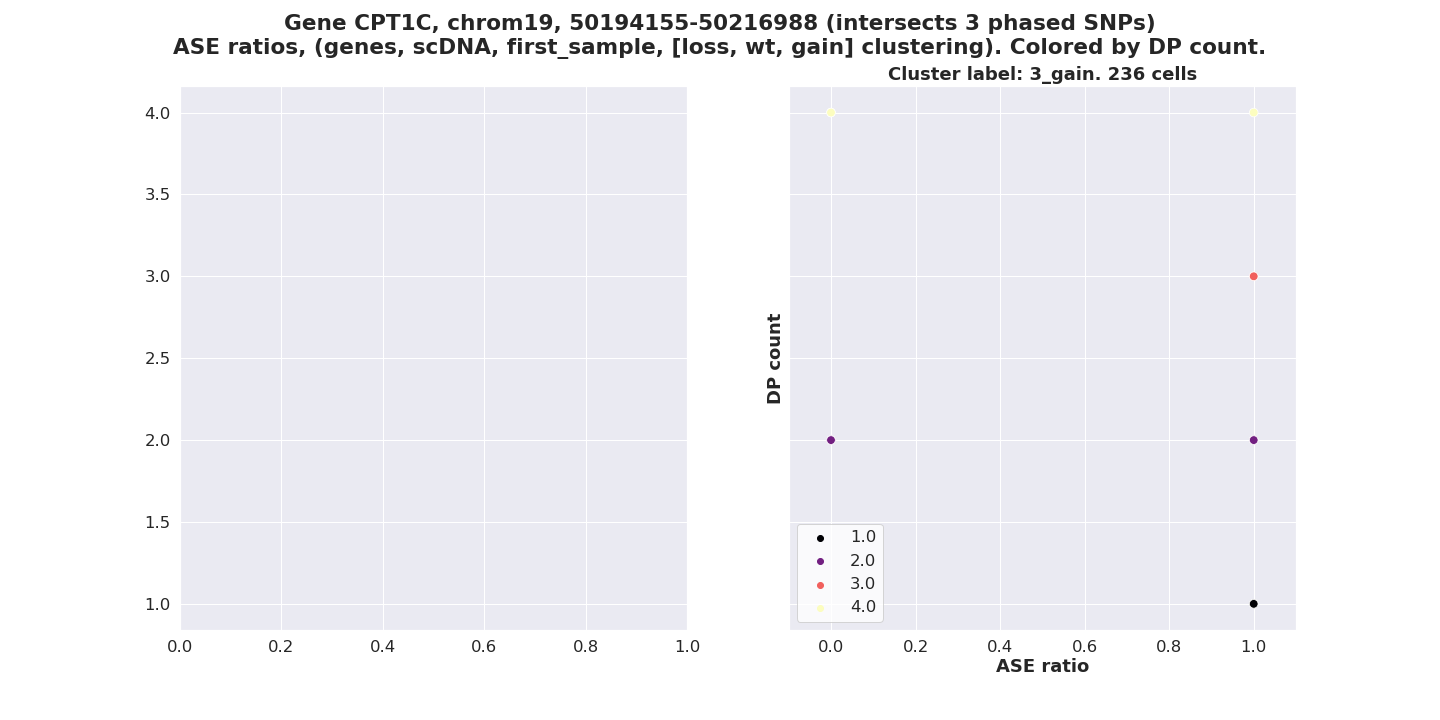 Gene CPT1C, chrom19, 50194155-50216988 (intersects 3 phased SNPs)
ASE ratios, (genes, scDNA, first_sample, [loss, wt, gain] clustering). Colored by DP count.
Cluster label: 3_gain. 236 cells
4.0
3.5
3.0
2.5
2.0
1.5
1.0
0.0 0.2 0.4 0.6 0.8 1.0
DP count
1.0
2.0
3.0
4.0
0.0 0.2 0.4 0.6 0.8 1.0
ASE ratio